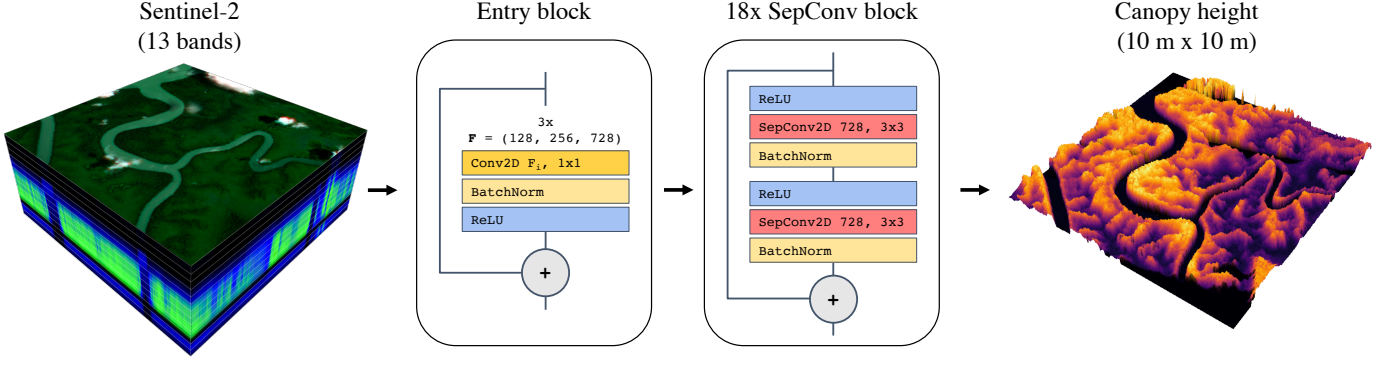 Sentinel-2
(13 bands)
Entry block
3x
F = (128, 256, 728)
Conv2D Fᵢ, 1x1
BatchNorm
ReLU
+
18x SepConv block
ReLU
SepConv2D 728, 3x3
BatchNorm
ReLU
SepConv2D 728, 3x3
BatchNorm
+
Canopy height
(10 m x 10 m)